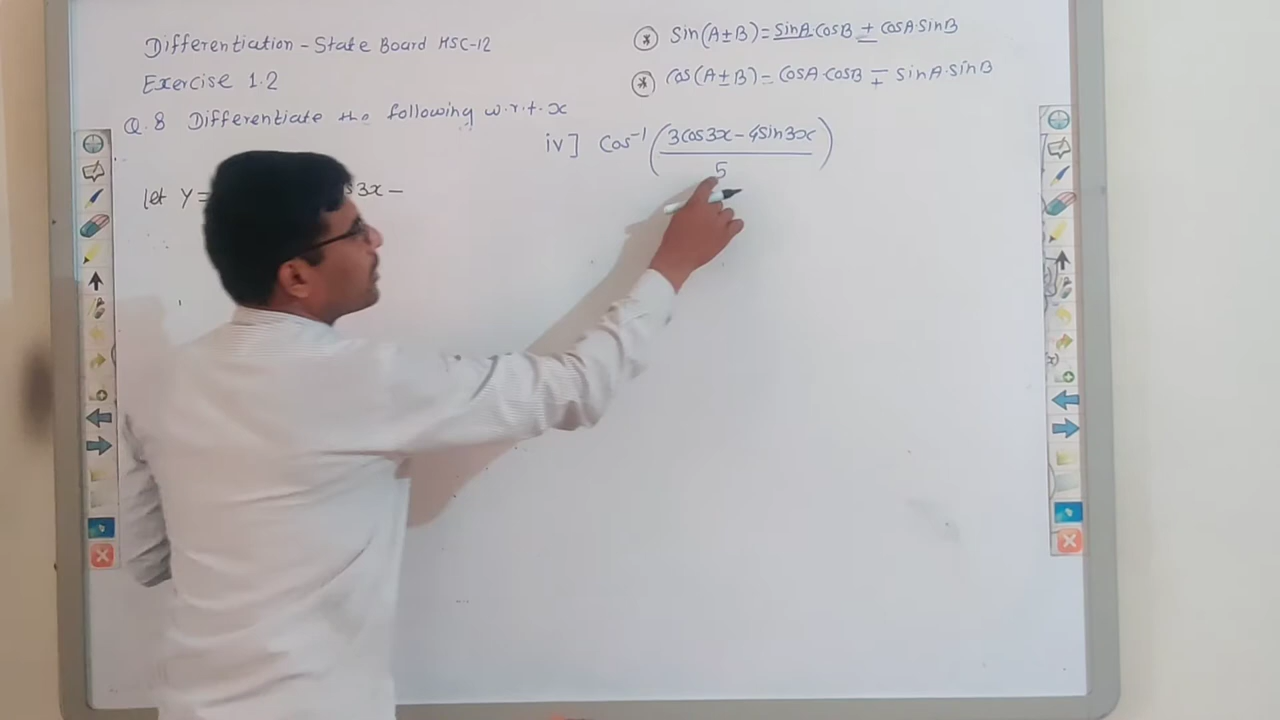 Differentiation - State Board HSC-12
Exercise 1.2
Q.8 Differentiate the following w.r.t. x
iv] Cos⁻¹(3cos3x - 4sin3x / 5)
let y=
3x -
* Sin(A±B) = sinA.cosB ± cosA.sinB
* Cos(A±B) = cosA.cosB ∓ sinA.sinB